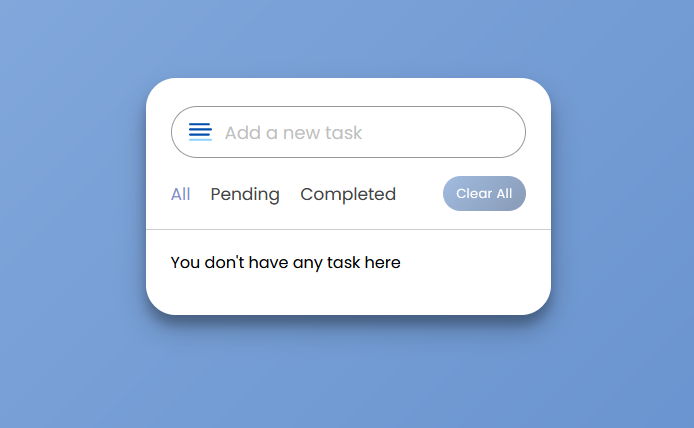 Add a new task
All Pending Completed Clear All
You don't have any task here